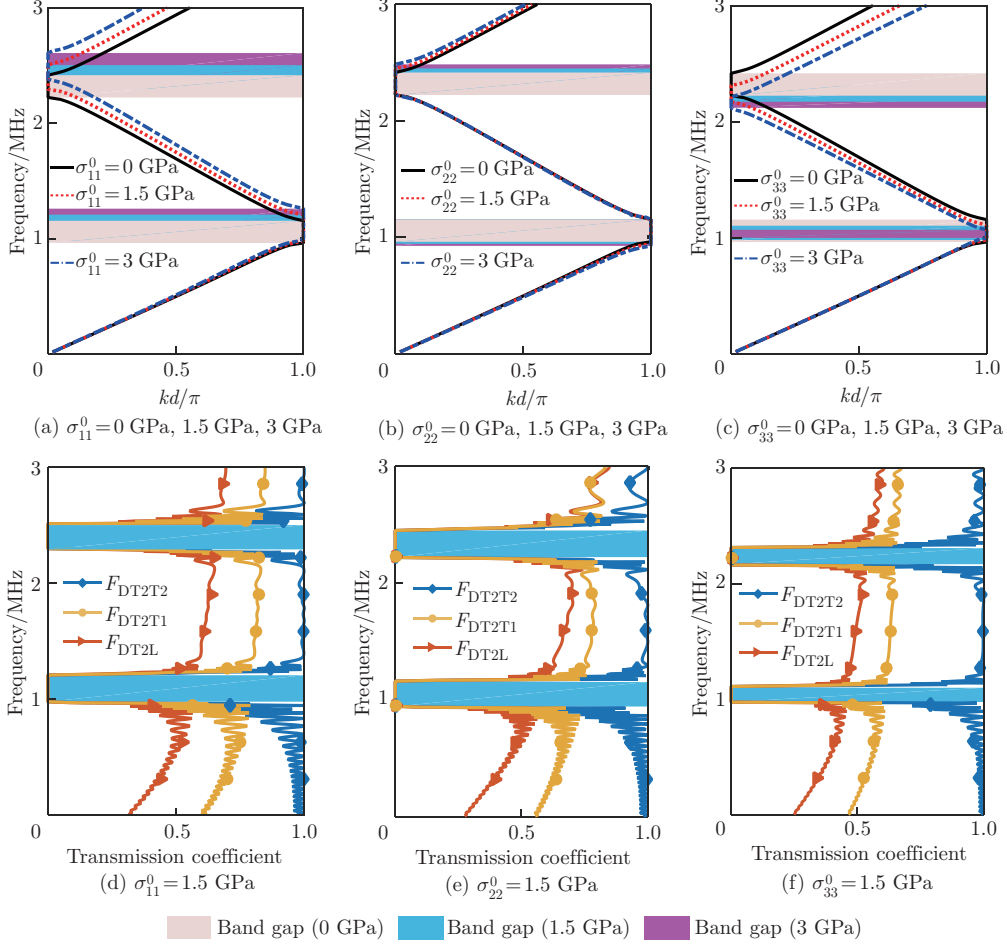 3
2
1
0
Frequency/MHz
σ⁰₁₁=0 GPa
σ⁰₁₁=1.5 GPa
σ⁰₁₁=3 GPa
0.5
1.0
kd/π
(a) σ⁰₁₁=0 GPa, 1.5 GPa, 3 GPa
3
2
1
0
Frequency/MHz
σ⁰₂₂=0 GPa
σ⁰₂₂=1.5 GPa
σ⁰₂₂=3 GPa
0.5
1.0
kd/π
(b) σ⁰₂₂=0 GPa, 1.5 GPa, 3 GPa
3
2
1
0
Frequency/MHz
σ⁰₃₃=0 GPa
σ⁰₃₃=1.5 GPa
σ⁰₃₃=3 GPa
0.5
1.0
kd/π
(c) σ⁰₃₃=0 GPa, 1.5 GPa, 3 GPa
3
2
1
0
Frequency/MHz
F_DT2T2
F_DT2T1
F_DT2L
0.5
1.0
Transmission coefficient
(d) σ⁰₁₁=1.5 GPa
3
2
1
0
Frequency/MHz
F_DT2T2
F_DT2T1
F_DT2L
0.5
1.0
Transmission coefficient
(e) σ⁰₂₂=1.5 GPa
3
2
1
0
Frequency/MHz
F_DT2T2
F_DT2T1
F_DT2L
0.5
1.0
Transmission coefficient
(f) σ⁰₃₃=1.5 GPa
Band gap (0 GPa)
Band gap (1.5 GPa)
Band gap (3 GPa)